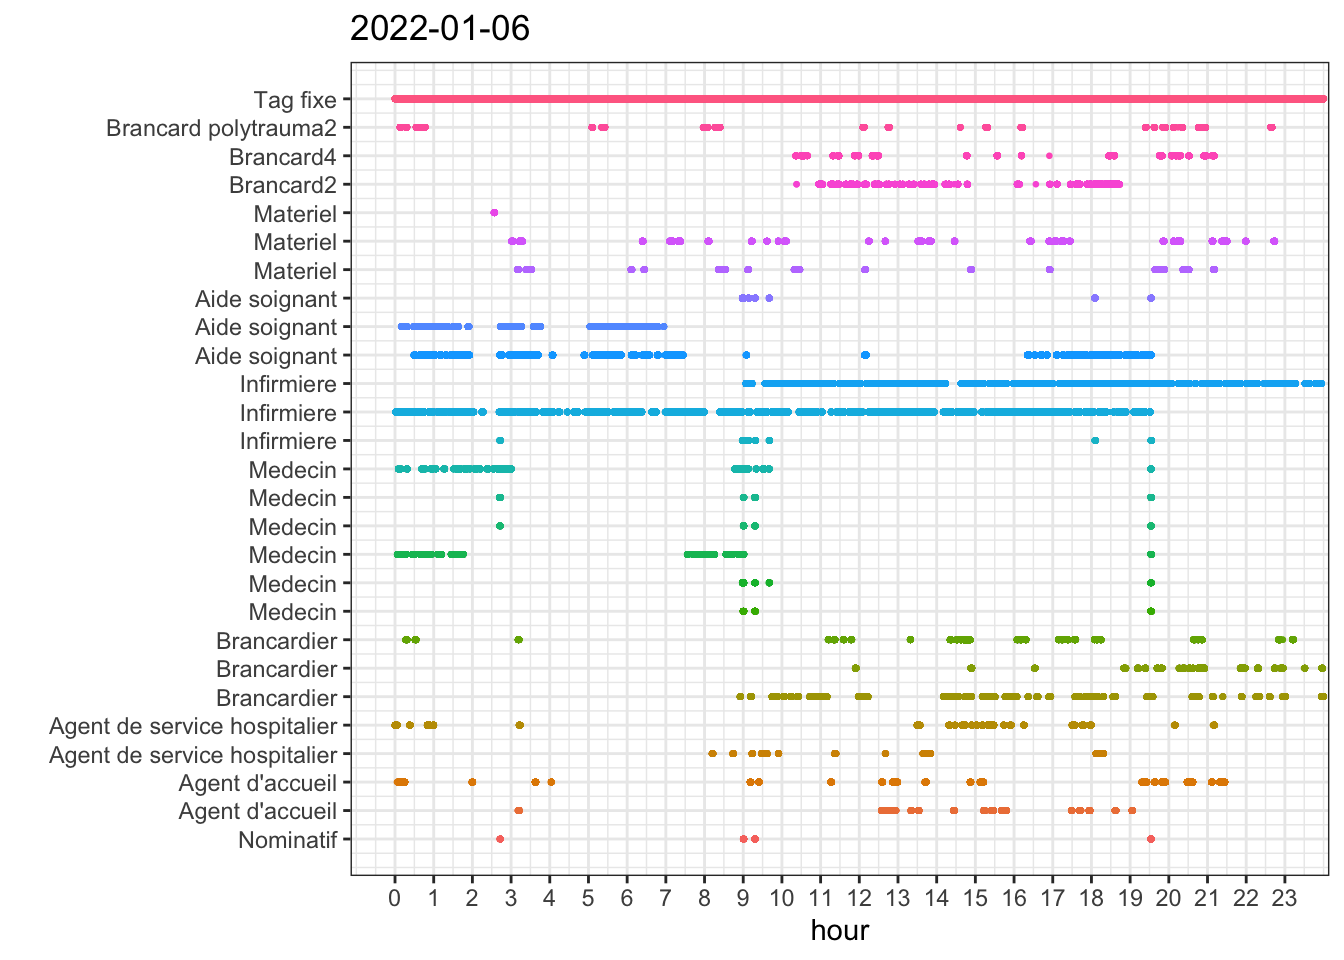 2022-01-06
Tag fixe
Brancard polytrauma2
Brancard4
Brancard2
Materiel
Materiel
Materiel
Aide soignant
Aide soignant
Aide soignant
Infirmiere
Infirmiere
Infirmiere
Medecin
Medecin
Medecin
Medecin
Medecin
Medecin
Brancardier
Brancardier
Brancardier
Agent de service hospitalier
Agent de service hospitalier
Agent d'accueil
Agent d'accueil
Nominatif
0 1 2 3 4 5 6 7 8 9 10 11 12 13 14 15 16 17 18 19 20 21 22 23
hour